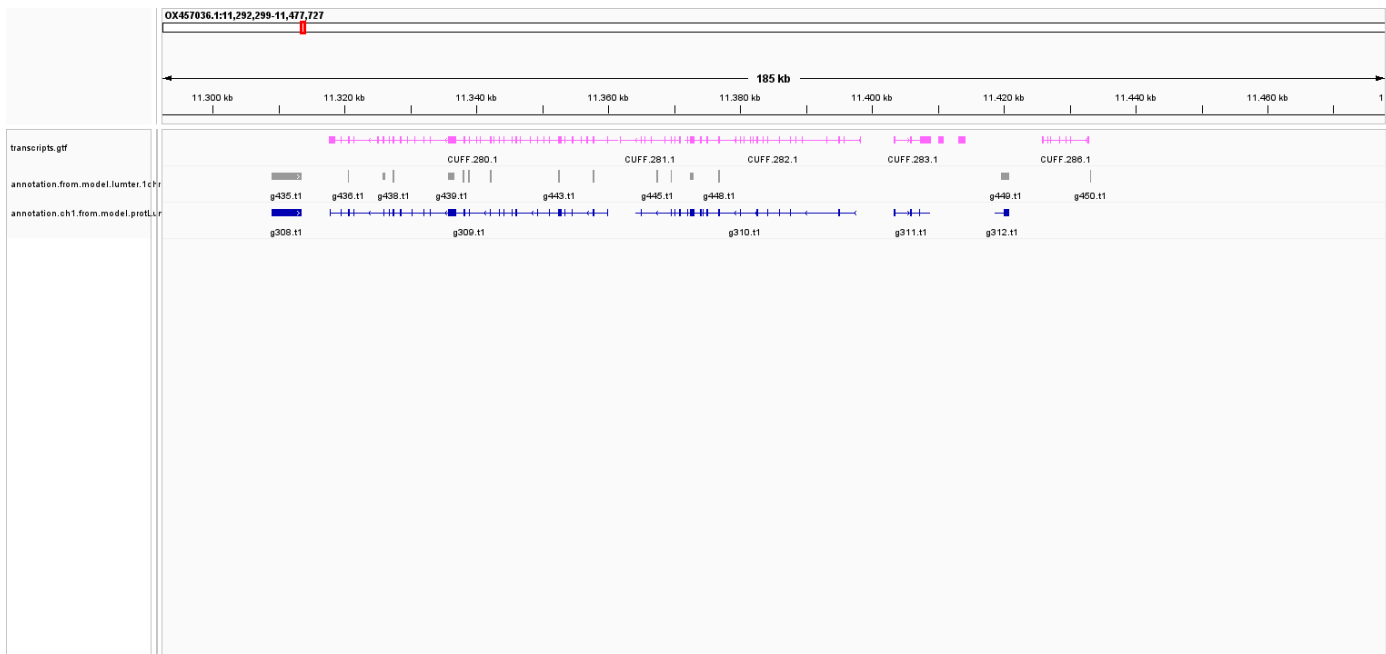 OX457036.1:11,292,299-11,477,727
185 kb
11.300 kb 11.320 kb 11.340 kb 11.360 kb 11.380 kb 11.400 kb 11.420 kb 11.440 kb 11.460 kb 1
transcripts.gtf
CUFF.280.1 CUFF.281.1 CUFF.282.1 CUFF.283.1 CUFF.286.1
annotation.from.model.lumter.1chr
g435.t1 g436.t1 g438.t1 g439.t1 g443.t1 g445.t1 g448.t1 g449.t1 g450.t1
annotation.ch1.from.model.protLur
g308.t1 g309.t1 g310.t1 g311.t1 g312.t1